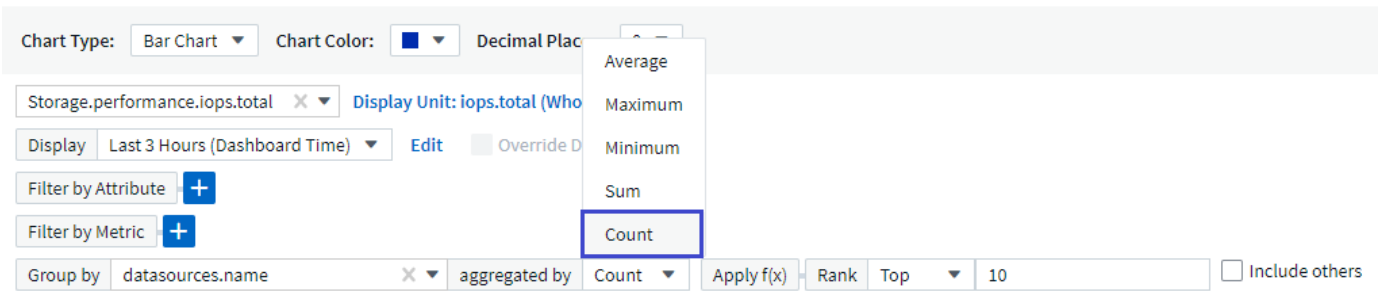 Chart Type: Bar Chart Chart Color: Decimal Plac
Average
Storage.performance.iops.total Display Unit: iops.total (Who
Maximum
Display Last 3 Hours (Dashboard Time) Edit Override D
Minimum
Filter by Attribute
Sum
Filter by Metric
Count
Group by datasources.name aggregated by Count Apply f(x) Rank Top 10 Include others